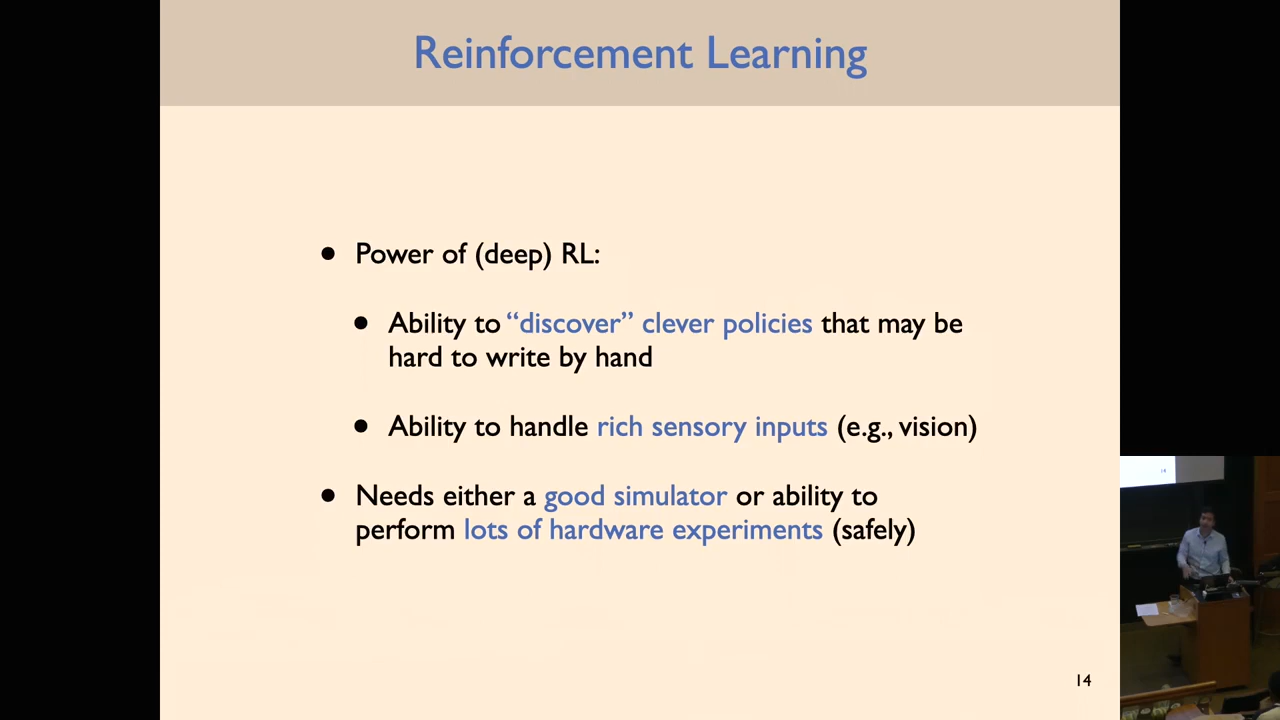 Reinforcement Learning
• Power of (deep) RL:
• Ability to “discover” clever policies that may be
hard to write by hand
• Ability to handle rich sensory inputs (e.g., vision)
• Needs either a good simulator or ability to
perform lots of hardware experiments (safely)
14